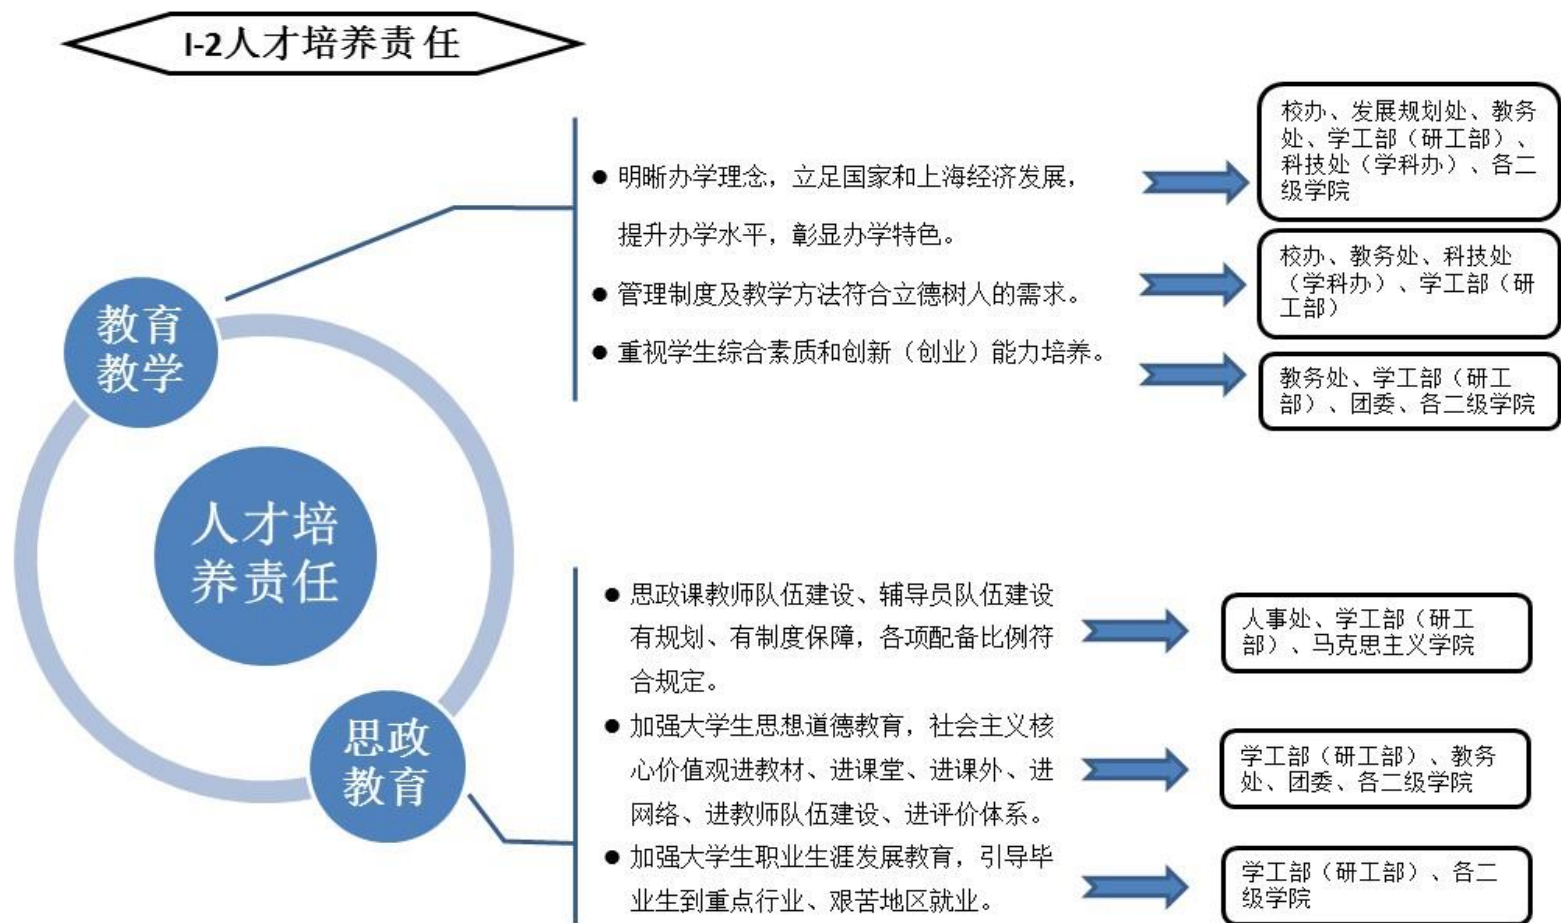 I-2人才培养责任
教育
教学
人才培
养责任
思政
教育
● 明晰办学理念，立足国家和上海经济发展，
提升办学水平，彰显办学特色。
● 管理制度及教学方法符合立德树人的需求。
● 重视学生综合素质和创新（创业）能力培养。
校办、发展规划处、教务
处、学工部（研工部）、
科技处（学科办）、各二
级学院
校办、教务处、科技处
（学科办）、学工部（研
工部）
教务处、学工部（研工
部）、团委、各二级学院
● 思政课教师队伍建设、辅导员队伍建设
有规划、有制度保障，各项配备比例符
合规定。
● 加强大学生思想道德教育，社会主义核
心价值观进教材、进课堂、进课外、进
网络、进教师队伍建设、进评价体系。
● 加强大学生职业生涯发展教育，引导毕
业生到重点行业、艰苦地区就业。
人事处、学工部（研工
部）、马克思主义学院
学工部（研工部）、教务
处、团委、各二级学院
学工部（研工部）、各二
级学院